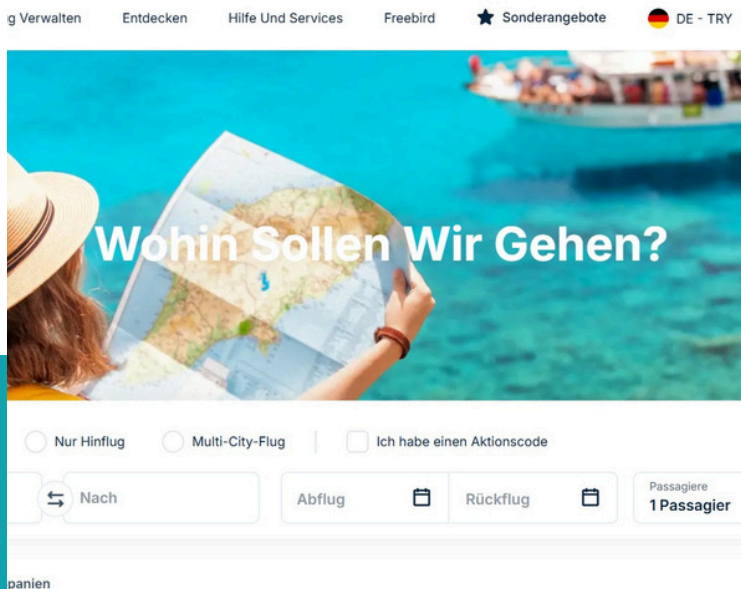 g Verwalten Entdecken Hilfe Und Services Freebird Sonderangebote DE - TRY
Wohin Sollen Wir Gehen?
Nur Hinflug Multi-City-Flug Ich habe einen Aktionscode
Nach Abflug Rückflug Passagiere
1 Passagier
panien